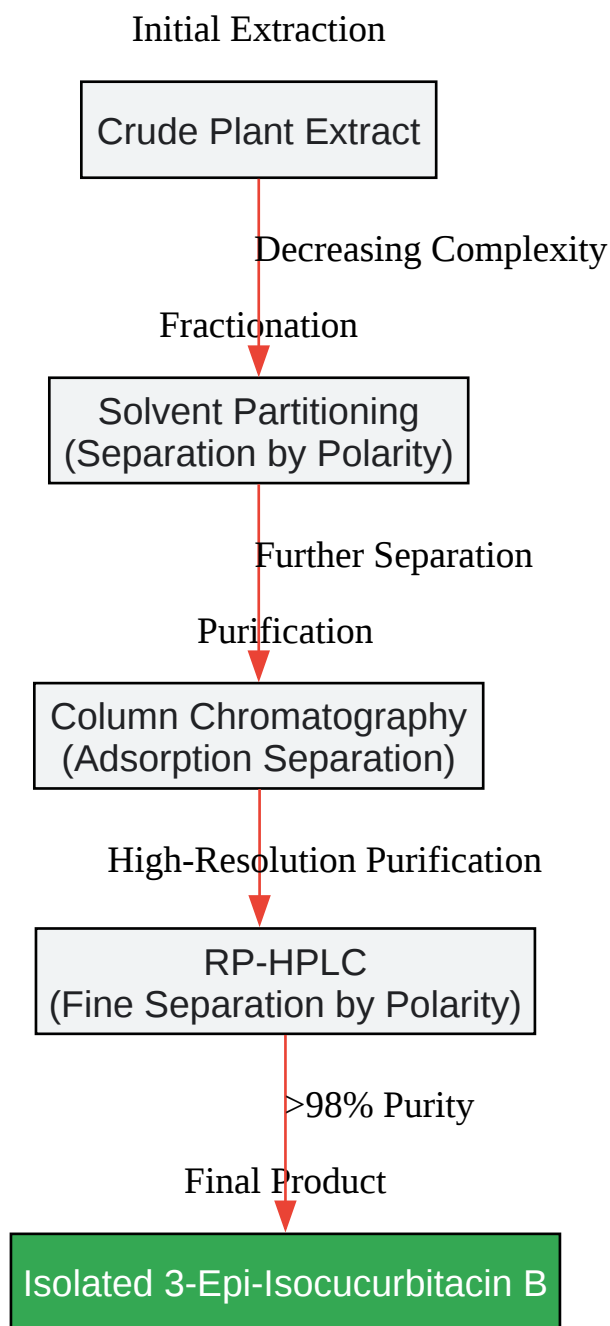 Initial Extraction
Crude Plant Extract
Decreasing Complexity
Fractionation
Solvent Partitioning
(Separation by Polarity)
Further Separation
Purification
Column Chromatography
(Adsorption Separation)
High-Resolution Purification
RP-HPLC
(Fine Separation by Polarity)
>98% Purity
Final Product
Isolated 3-Epi-Isocucurbitacin B